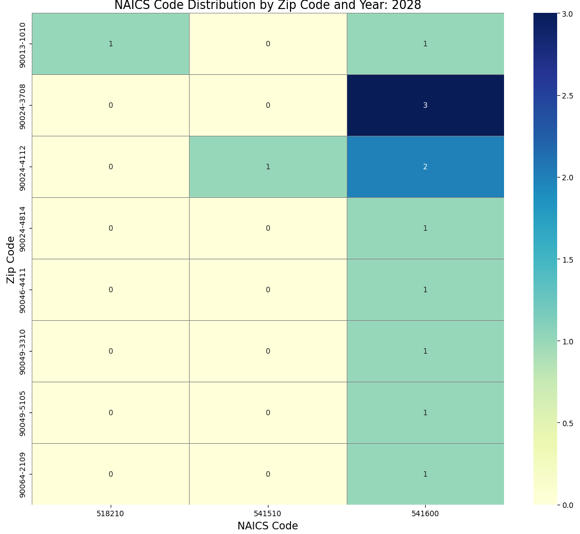 NAICS Code Distribution by Zip Code and Year: 2028
Zip Code
90013-1010
1 0 1
90024-3708
0 0 3
90024-4112
0 1 2
90024-4814
0 0 1
90046-4411
0 0 1
90049-3310
0 0 1
90049-5105
0 0 1
90064-2109
0 0 1
518210 541510 541600
NAICS Code
3.0
2.5
2.0
1.5
1.0
0.5
0.0